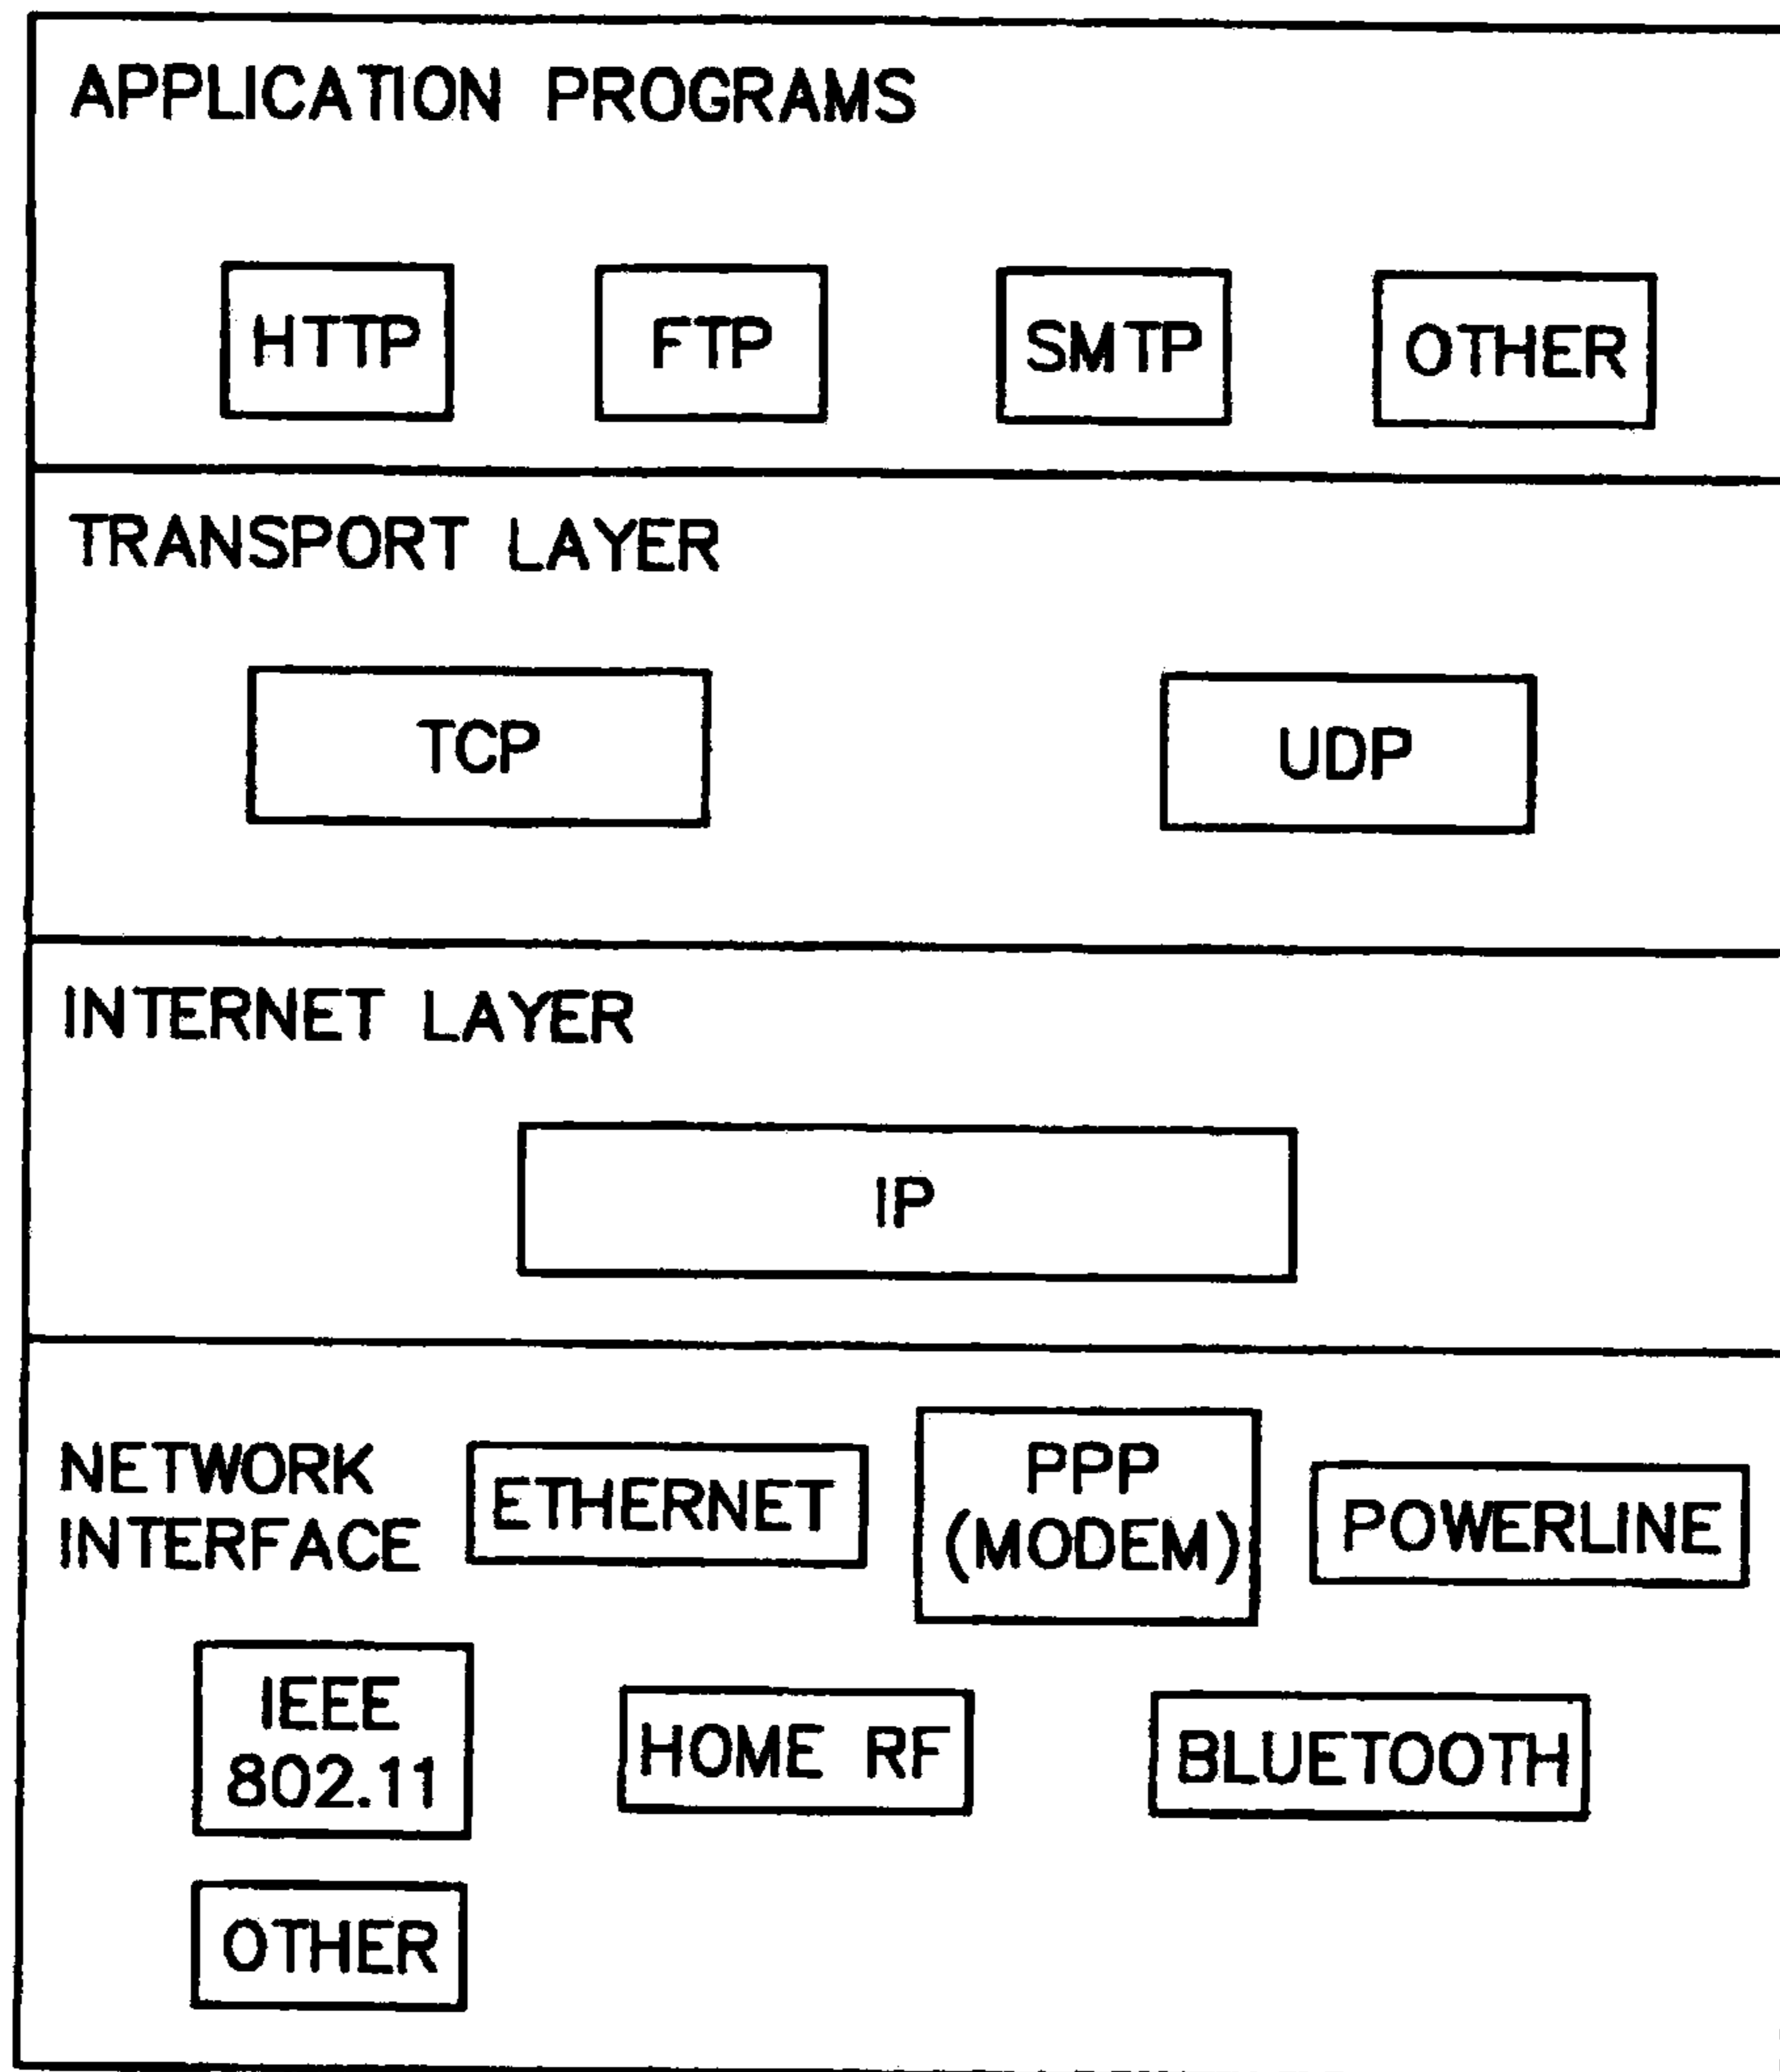 APPLICATION PROGRAMS
HTTP FTP SMTP OTHER
TRANSPORT LAYER
TCP UDP
INTERNET LAYER
IP
NETWORK
INTERFACE
ETHERNET
PPP
(MODEM)
POWERLINE
IEEE
802.11
HOME RF
BLUETOOTH
OTHER